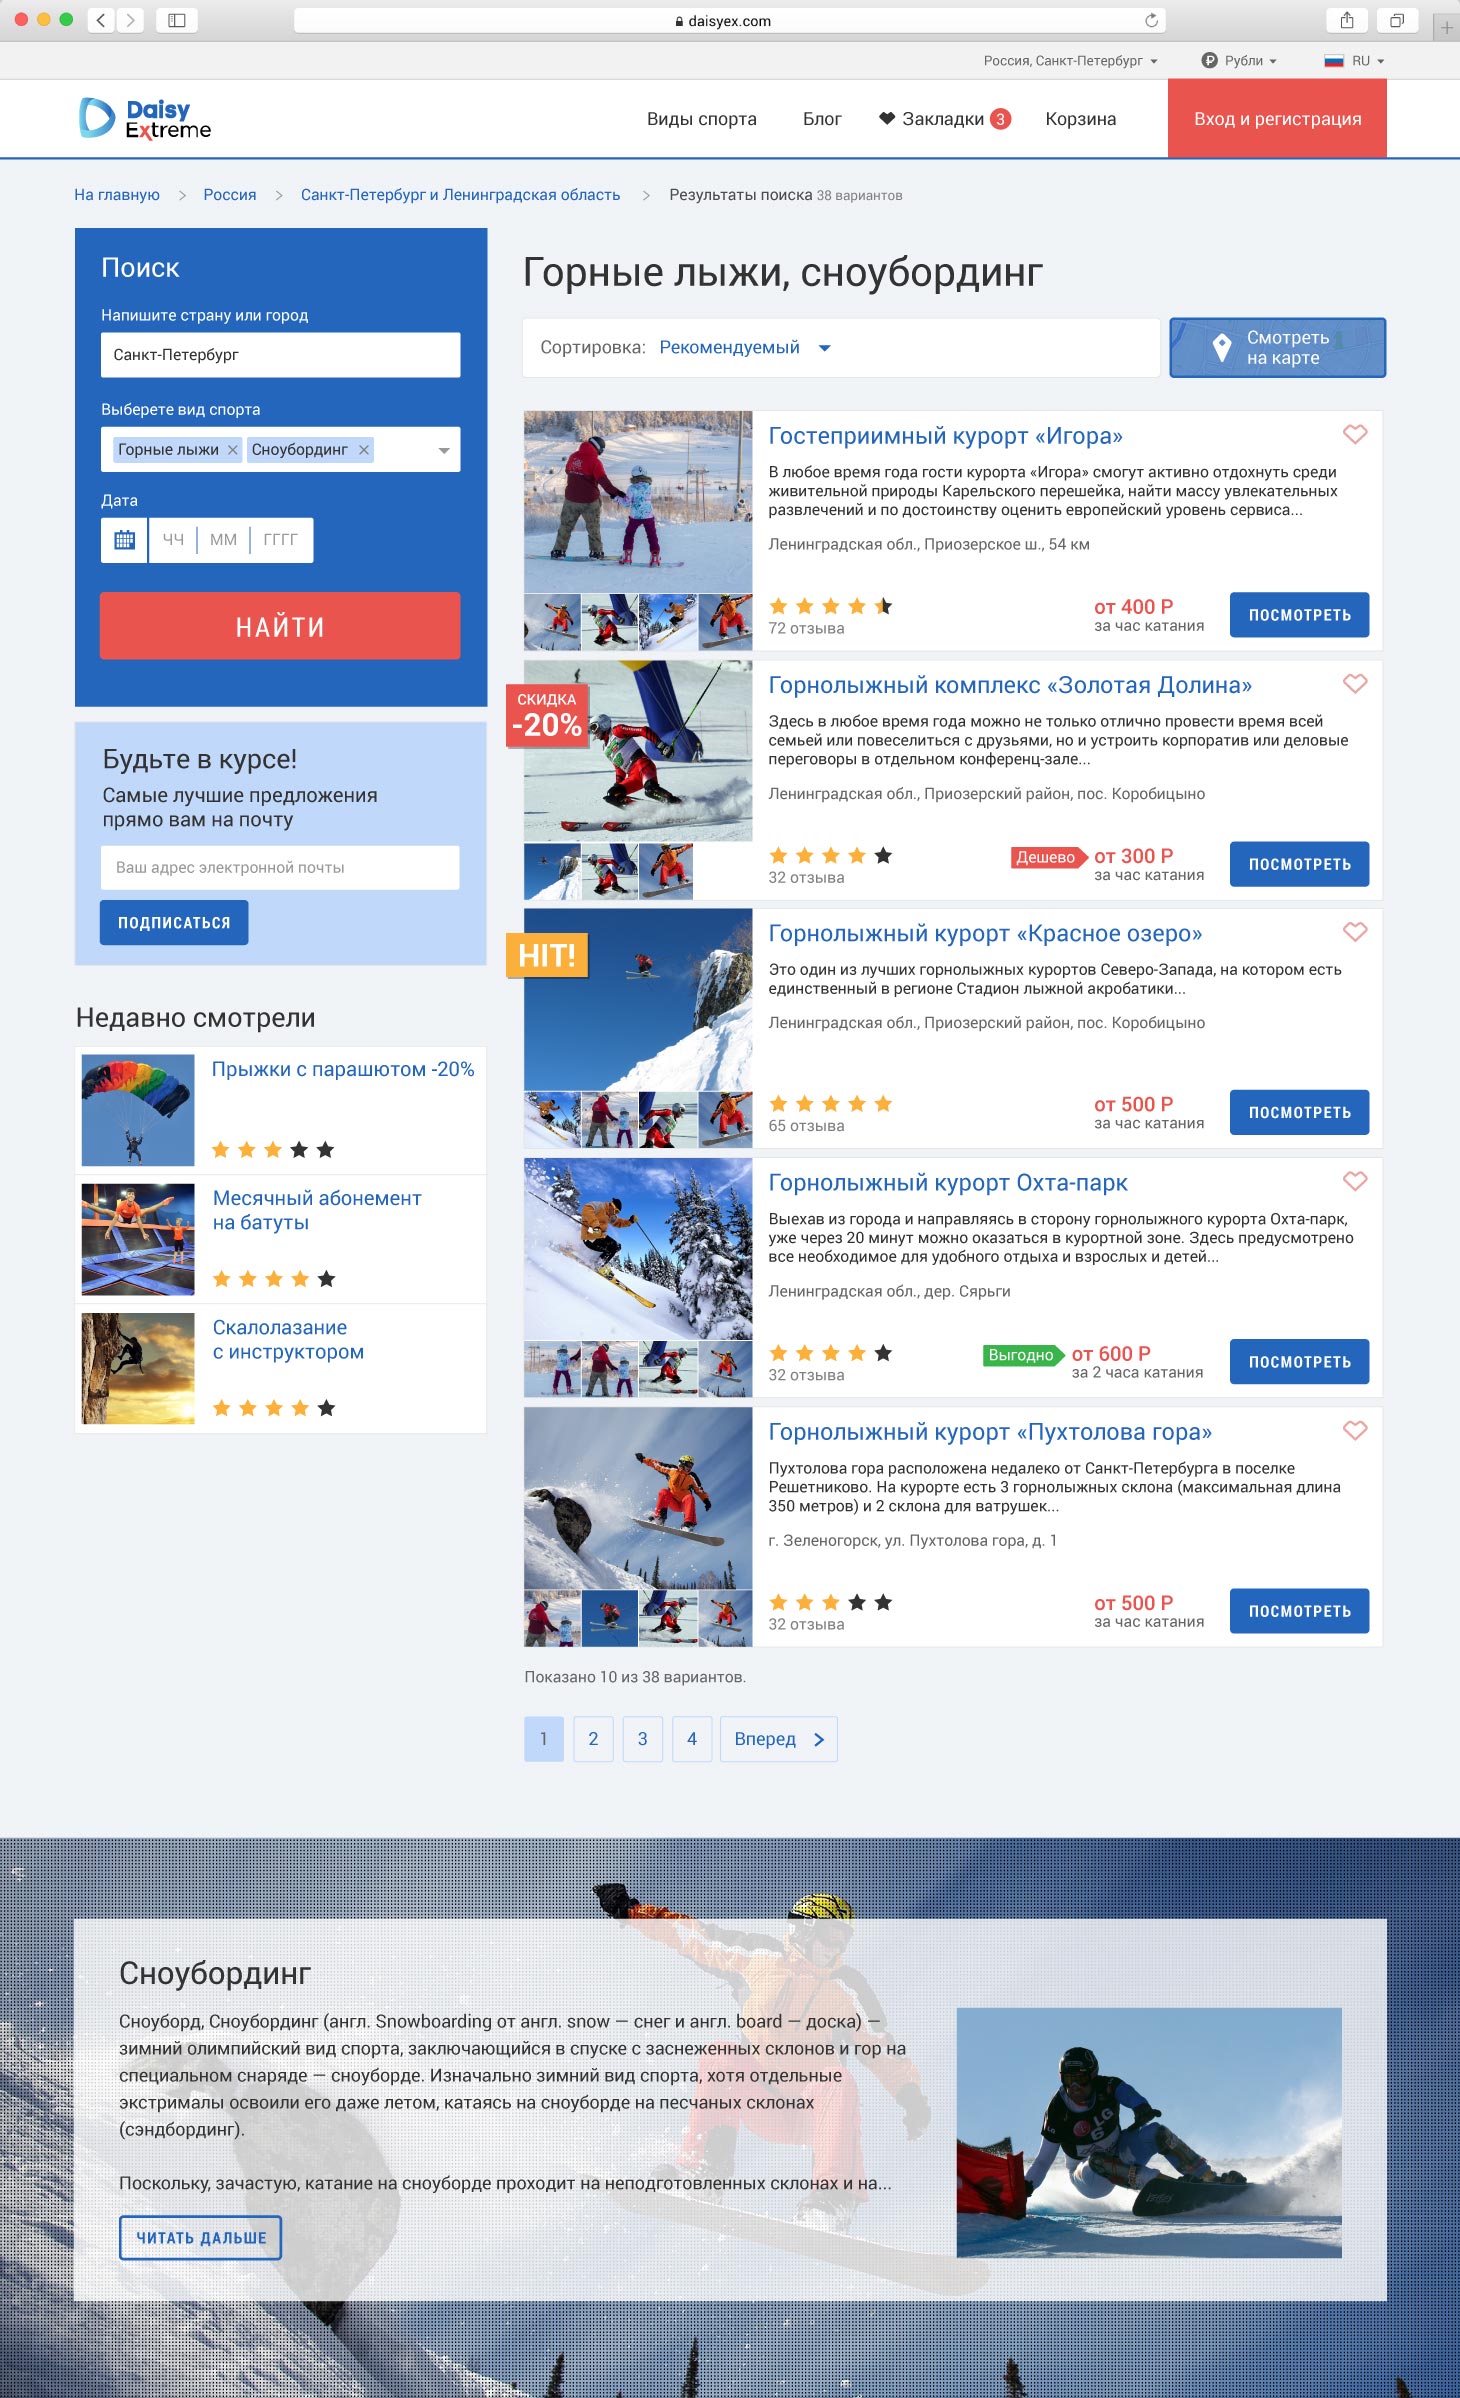 daisyex.com
Россия, Санкт-Петербург
Рубли
RU
Daisy
Extreme
Виды спорта
Блог
Закладки 3
Корзина
Вход и регистрация
На главную > Россия > Санкт-Петербург и Ленинградская область > Результаты поиска 38 вариантов
Поиск
Напишите страну или город
Санкт-Петербург
Выберете вид спорта
Горные лыжи × Сноубординг ×
Дата
ЧЧ ММ ГГГГ
НАЙТИ
Будьте в курсе!
Самые лучшие предложения
прямо вам на почту
Ваш адрес электронной почты
ПОДПИСАТЬСЯ
Недавно смотрели
Прыжки с парашютом -20%
Месячный абонемент
на батуты
Скалолазание
с инструктором
Горные лыжи, сноубординг
Сортировка: Рекомендуемый
Смотреть
на карте
Гостеприимный курорт «Игора»
В любое время года гости курорта «Игора» смогут активно отдохнуть среди
живительной природы Карельского перешейка, найти массу увлекательных
развлечений и по достоинству оценить европейский уровень сервиса...
Ленинградская обл., Приозерское ш., 54 км
72 отзыва
от 400 Р
за час катания
ПОСМОТРЕТЬ
СКИДКА
-20%
Горнолыжный комплекс «Золотая Долина»
Здесь в любое время года можно не только отлично провести время всей
семьей или повеселиться с друзьями, но и устроить корпоратив или деловые
переговоры в отдельном конференц-зале...
Ленинградская обл., Приозерский район, пос. Коробицыно
32 отзыва
Дешево
от 300 Р
за час катания
ПОСМОТРЕТЬ
HIT!
Горнолыжный курорт «Красное озеро»
Это один из лучших горнолыжных курортов Северо-Запада, на котором есть
единственный в регионе Стадион лыжной акробатики...
Ленинградская обл., Приозерский район, пос. Коробицыно
65 отзыва
от 500 Р
за час катания
ПОСМОТРЕТЬ
Горнолыжный курорт Охта-парк
Выехав из города и направляясь в сторону горнолыжного курорта Охта-парк,
уже через 20 минут можно оказаться в курортной зоне. Здесь предусмотрено
все необходимое для удобного отдыха и взрослых и детей...
Ленинградская обл., дер. Сярьги
32 отзыва
Выгодно
от 600 Р
за 2 часа катания
ПОСМОТРЕТЬ
Горнолыжный курорт «Пухтолова гора»
Пухтолова гора расположена недалеко от Санкт-Петербурга в поселке
Решетниково. На курорте есть 3 горнолыжных склона (максимальная длина
350 метров) и 2 склона для ватрушек...
г. Зеленогорск, ул. Пухтолова гора, д. 1
32 отзыва
от 500 Р
за час катания
ПОСМОТРЕТЬ
Показано 10 из 38 вариантов.
1 2 3 4 Вперед >
Сноубординг
Сноуборд, Сноубординг (англ. Snowboarding от англ. snow — снег и англ. board — доска) —
зимний олимпийский вид спорта, заключающийся в спуске с заснеженных склонов и гор на
специальном снаряде — сноуборде. Изначально зимний вид спорта, хотя отдельные
экстрималы освоили его даже летом, катаясь на сноуборде на песчаных склонах
(сэндбординг).
Поскольку, зачастую, катание на сноуборде проходит на неподготовленных склонах и на...
ЧИТАТЬ ДАЛЬШЕ
LG
6